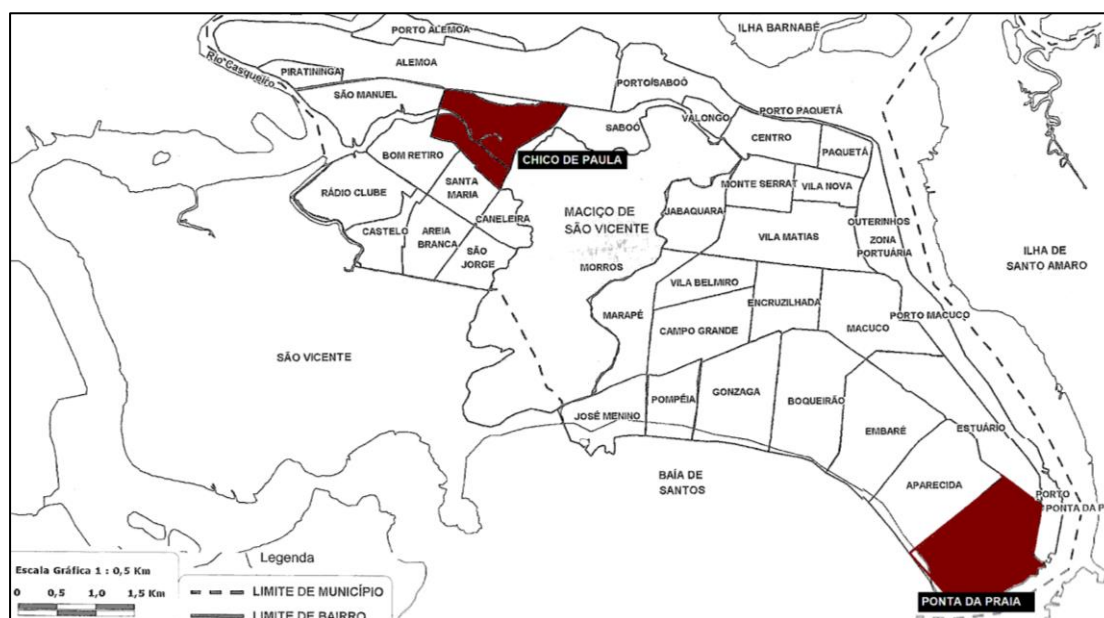 PORTO ALEMOA
ILHA BARNABÉ
ALEMOA
Rio Casqueiro
PIRATININGA
PORTO/SABOÓ
SÃO MANUEL
PORTO PAQUETÁ
VALONGO
SABOÓ
CENTRO
PAQUETÁ
BOM RETIRO
CHICO DE PAULA
SANTA
MARIA
MONTE SERRAT
VILA NOVA
RÁDIO CLUBE
JABAQUARA
CANELEIRA
MACIÇO DE
SÃO VICENTE
OUTERINHOS
CASTELO
AREIA
BRANCA
VILA MATIAS
ZONA
PORTUÁRIA
SÃO
JORGE
ILHA DE
SANTO AMARO
MORROS
VILA BELMIRO
ENCRUZILHADA
MARAPÉ
PORTO MACUCO
CAMPO GRANDE
MACUCO
SÃO VICENTE
JOSÉ MENINO
POMPÉIA
GONZAGA
BOQUEIRÃO
EMBARÉ
ESTUÁRIO
BAÍA DE
SANTOS
APARECIDA
PORTO
PONTA DA P
Legenda
Escala Gráfica 1 : 0,5 Km
0 0,5 1,0 1,5 Km
LIMITE DE MUNICÍPIO
LIMITE DE BAIRRO
PONTA DA PRAIA